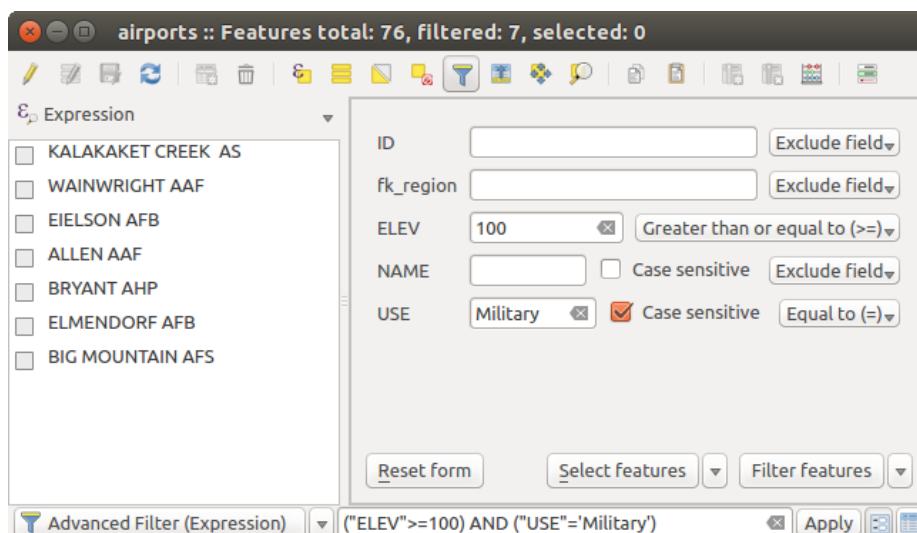 airports :: Features total: 76, filtered: 7, selected: 0
Expression
KALAKAKET CREEK AS
WAINWRIGHT AAF
EIELSON AFB
ALLEN AAF
BRYANT AHP
ELMENDORF AFB
BIG MOUNTAIN AFS
ID Exclude field
fk_region Exclude field
ELEV 100 Greater than or equal to (>=)
NAME Case sensitive Exclude field
USE Military Case sensitive Equal to (=)
Reset form Select features Filter features
Advanced Filter (Expression) ("ELEV">=100) AND ("USE"='Military') Apply